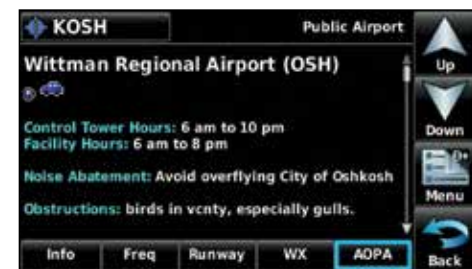 KOSH Public Airport
Wittman Regional Airport (OSH)
Control Tower Hours: 6 am to 10 pm
Facility Hours: 6 am to 8 pm
Noise Abatement: Avoid overflying City of Oshkosh
Obstructions: birds in vcnty, especially gulls.
Info Freq Runway WX AOPA
Up
Down
Menu
Back